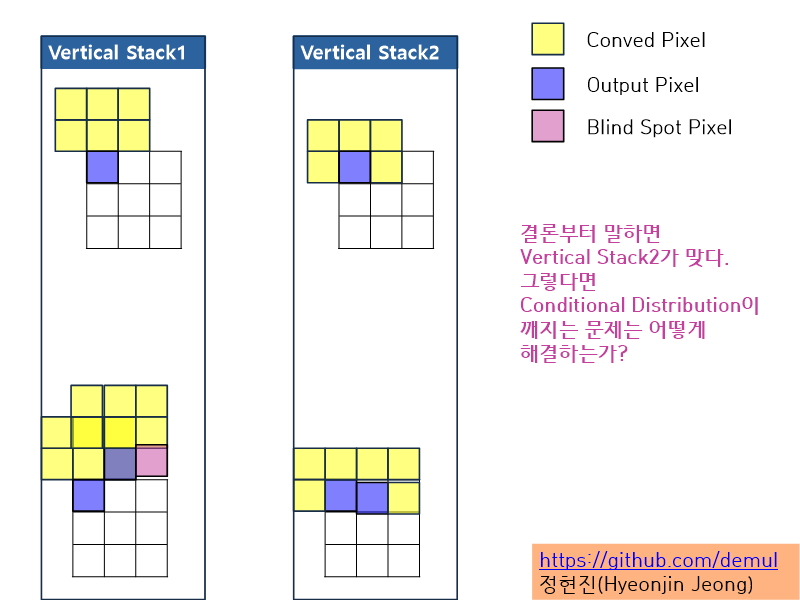 Vertical Stack1
Vertical Stack2
Conved Pixel
Output Pixel
Blind Spot Pixel
결론부터 말하면
Vertical Stack2가 맞다.
그렇다면
Conditional Distribution이
깨지는 문제는 어떻게
해결하는가?
https://github.com/demul
정현진(Hyeonjin Jeong)